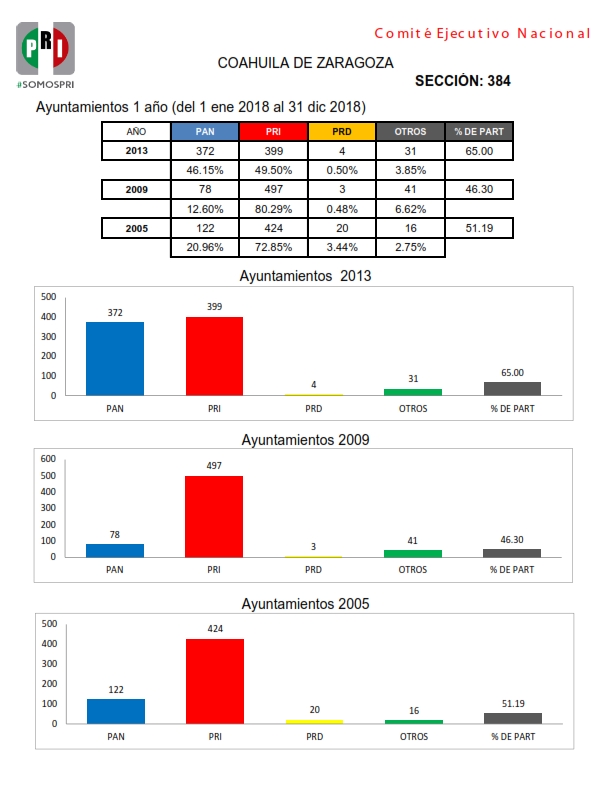 Comité Ejecutivo Nacional
PRI
#SOMOSPRI
COAHUILA DE ZARAGOZA
SECCIÓN: 384
Ayuntamientos 1 año (del 1 ene 2018 al 31 dic 2018)
AÑO PAN PRI PRD OTROS % DE PART
2013 372 399 4 31 65.00
46.15% 49.50% 0.50% 3.85%
2009 78 497 3 41 46.30
12.60% 80.29% 0.48% 6.62%
2005 122 424 20 16 51.19
20.96% 72.85% 3.44% 2.75%
Ayuntamientos 2013
500
400
300
200
100
0
372 399 4 31 65.00
PAN PRI PRD OTROS % DE PART
Ayuntamientos 2009
600
500
400
300
200
100
0
78 497 3 41 46.30
PAN PRI PRD OTROS % DE PART
Ayuntamientos 2005
500
400
300
200
100
0
122 424 20 16 51.19
PAN PRI PRD OTROS % DE PART